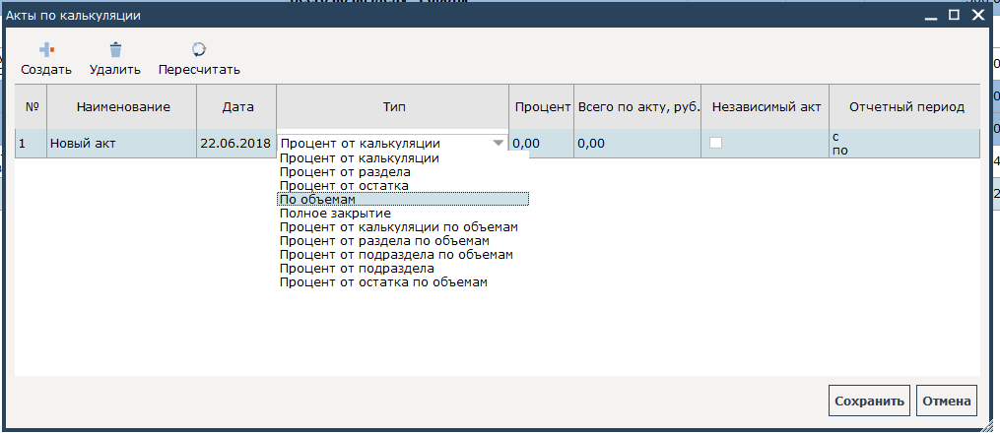 Акты по калькуляции
Создать Удалить Пересчитать
№ Наименование Дата Тип Процент Всего по акту, руб. Независимый акт Отчетный период
1 Новый акт 22.06.2018 Процент от калькуляции 0,00 0,00 с
по
Процент от калькуляции
Процент от раздела
Процент от остатка
По объемам
Полное закрытие
Процент от калькуляции по объемам
Процент от раздела по объемам
Процент от подраздела по объемам
Процент от подраздела
Процент от остатка по объемам
Сохранить Отмена